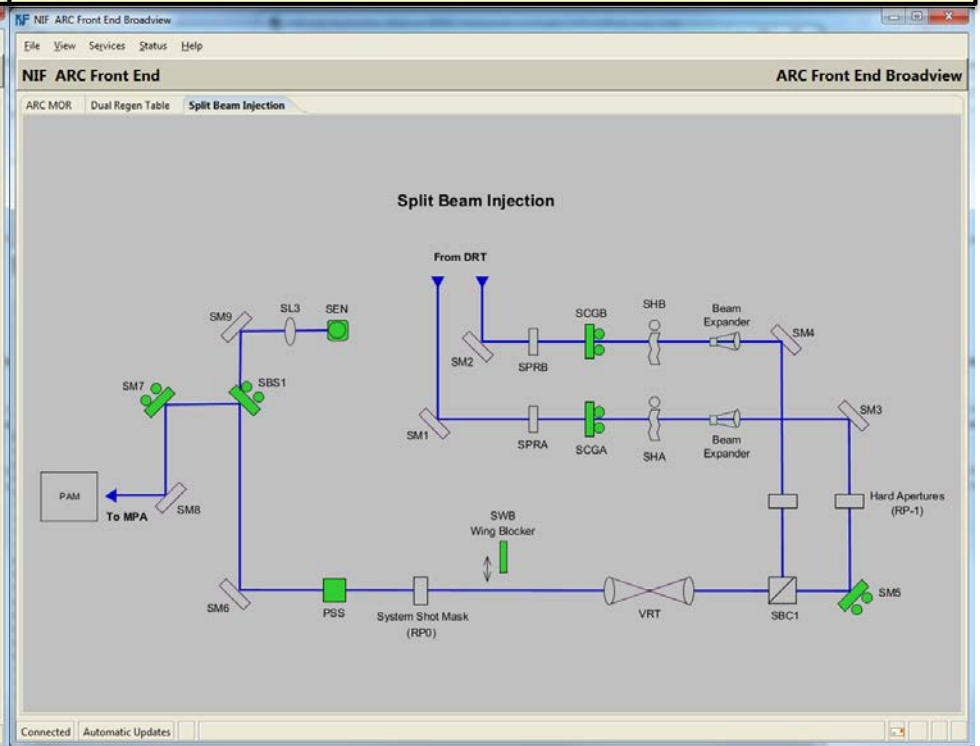 NIF ARC Front End Broadview
File View Services Status Help
NIF ARC Front End
ARC Front End Broadview
ARC MOR
Dual Regen Table
Split Beam Injection
Split Beam Injection
From DRT
SM9
SL3
SEN
SCGB
SHB
Beam
Expander
SM4
SM2
SPRB
SM7
SBS1
SM3
SM1
SPRA
SCGA
SHA
Beam
Expander
PAM
To MPA
SM8
Hard Apertures
(RP-1)
SWB
Wing Blocker
SM6
PSS
System Shot Mask
(RP0)
VRT
SBC1
SM5
Connected
Automatic Updates